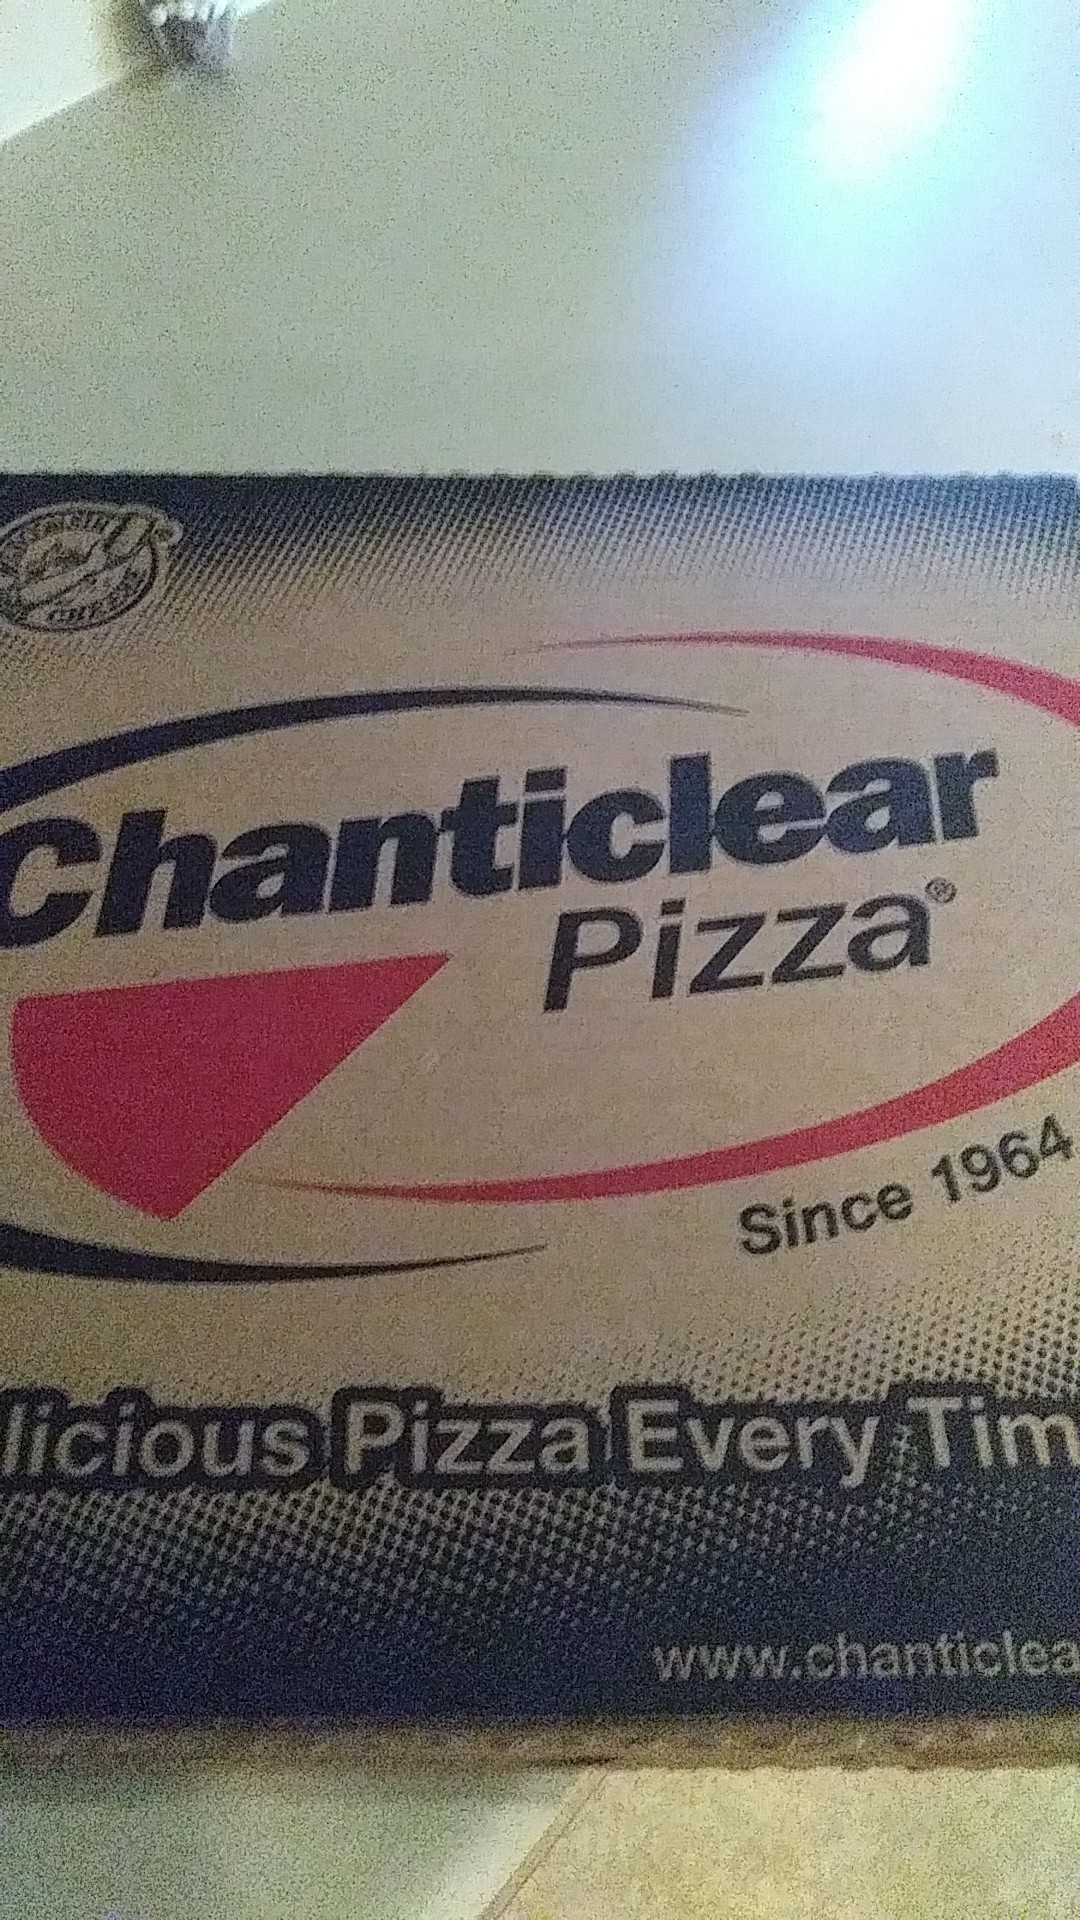 Chanticlear
Pizza®
Since 1964
licious Pizza Every Tim
www.chanticlea